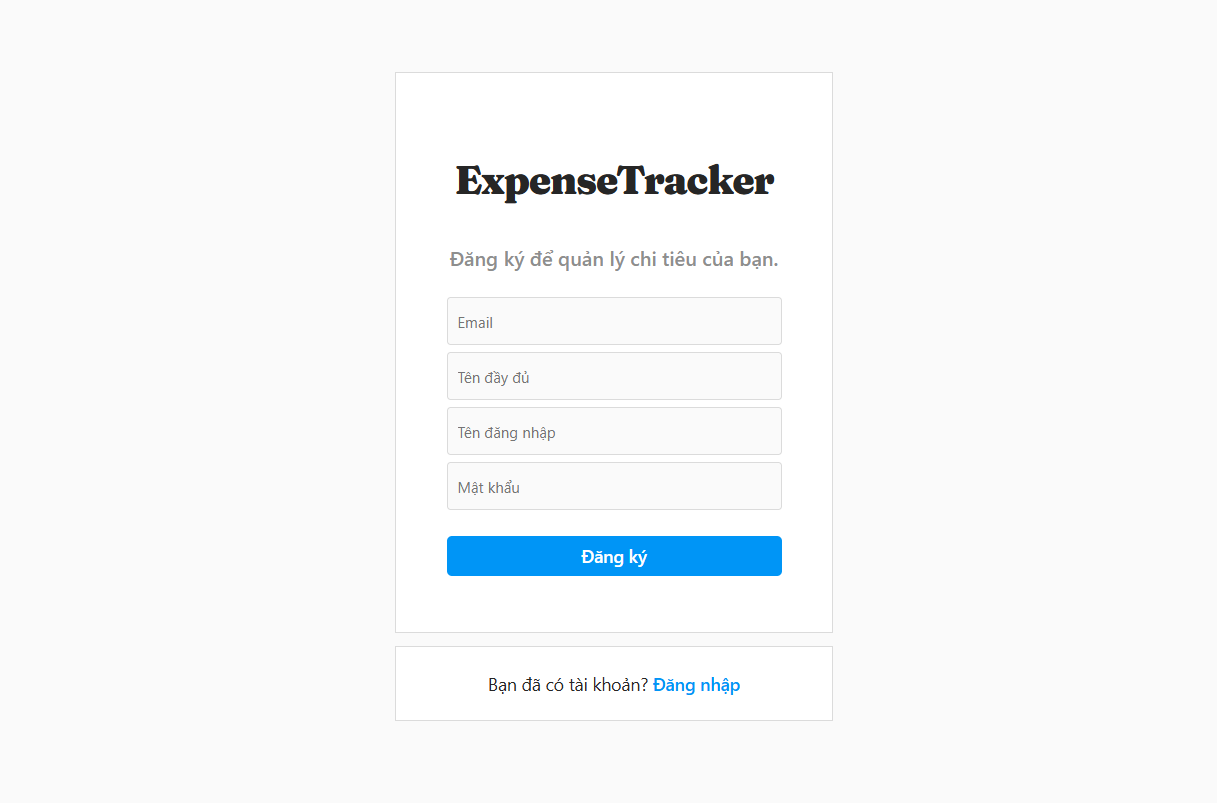 ExpenseTracker
Đăng ký để quản lý chi tiêu của bạn.
Email
Tên đầy đủ
Tên đăng nhập
Mật khẩu
Đăng ký
Bạn đã có tài khoản? Đăng nhập